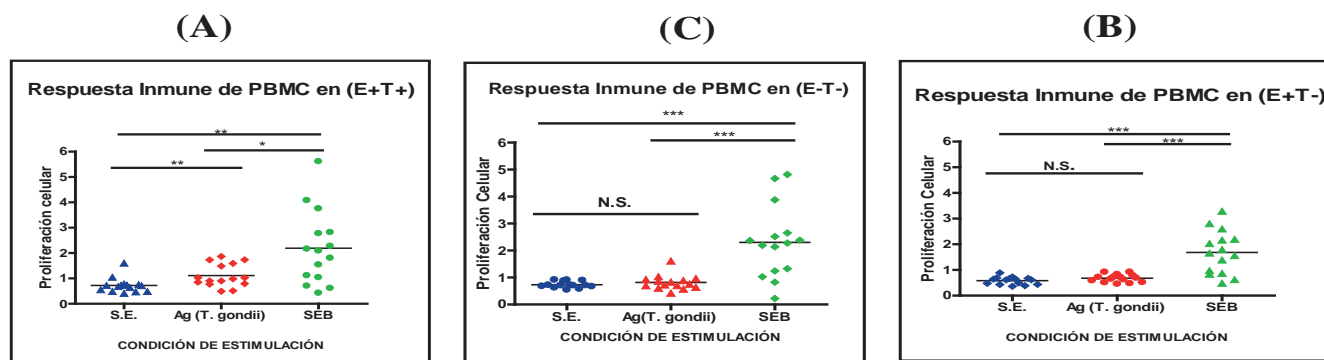 (A)
Respuesta Inmune de PBMC en (E+T+)
**
*
**
Proliferación celular
6
5
4
3
2
1
0
S.E.
Ag (T. gondii)
SEB
CONDICIÓN DE ESTIMULACIÓN
(C)
Respuesta Inmune de PBMC en (E-T-)
***
***
N.S.
Proliferación Celular
6
5
4
3
2
1
0
S.E.
Ag(T. gondii)
SEB
CONDICIÓN DE ESTIMULACIÓN
(B)
Respuesta Inmune de PBMC en (E+T-)
***
***
N.S.
Proliferación Celular
6
5
4
3
2
1
0
S.E.
Ag (T. gondii)
SEB
CONDICIÓN DE ESTIMULACIÓN